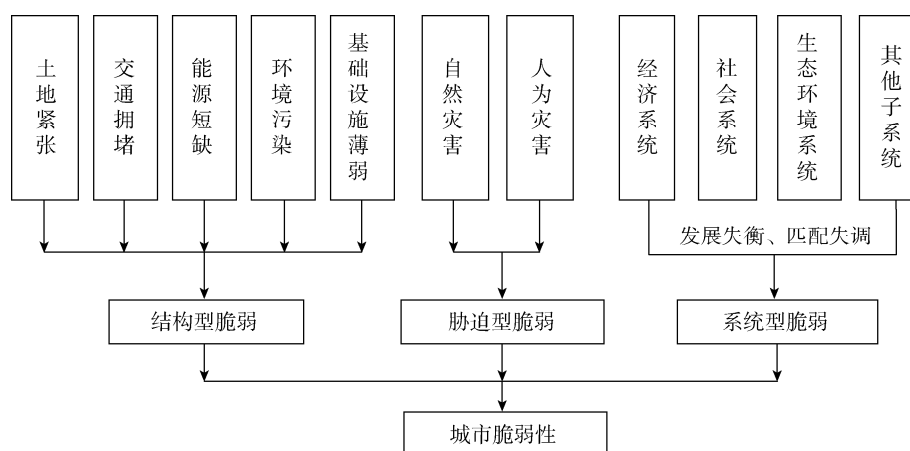 土地紧张
交通拥堵
能源短缺
环境污染
基础设施薄弱
自然灾害
人为灾害
经济系统
社会系统
生态环境系统
其他子系统
发展失衡、匹配失调
结构型脆弱
胁迫型脆弱
系统型脆弱
城市脆弱性